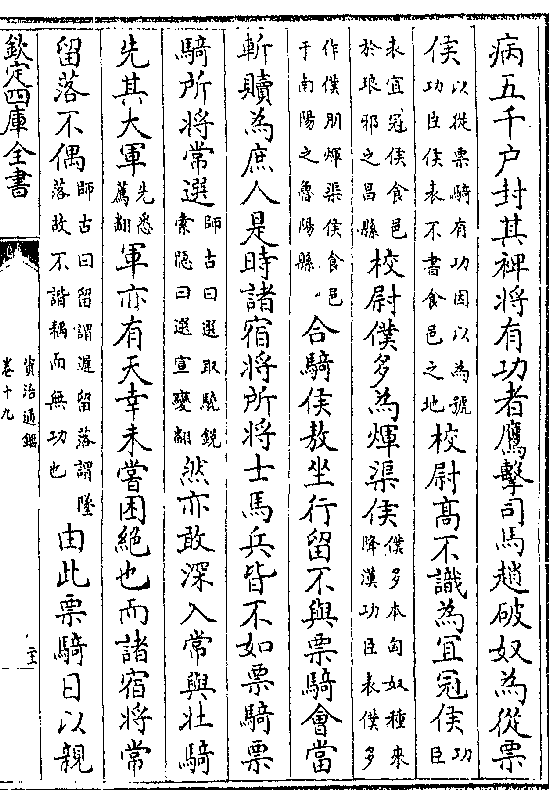 病五千户封其裨將有功者鷹擊司馬趙破奴為從票
侯以從票騎有功因以為號功臣侯表不書食邑之地校尉高不識為宜冠侯功臣
表宜冠侯食邑於琅邪之昌縣校尉僕多為煇渠侯僕多本匈奴種來降漢功臣表僕多
作僕朋煇渠侯食邑于南陽之魯陽縣合騎侯敖坐行留不與票騎會當
斬贖為庶人是時諸宿將所將士馬兵皆不如票騎票
騎所將常選師古曰選取驍銳索隠曰選宣變翻然亦敢深入常與壯騎
先其大軍先悉薦翻軍亦有天幸未嘗困絶也而諸宿將常
留落不偶師古曰留謂遲留落謂墜落故不諧耦而無功也由此票騎日以親
欽定四庫全書
資治通鑑
卷十九